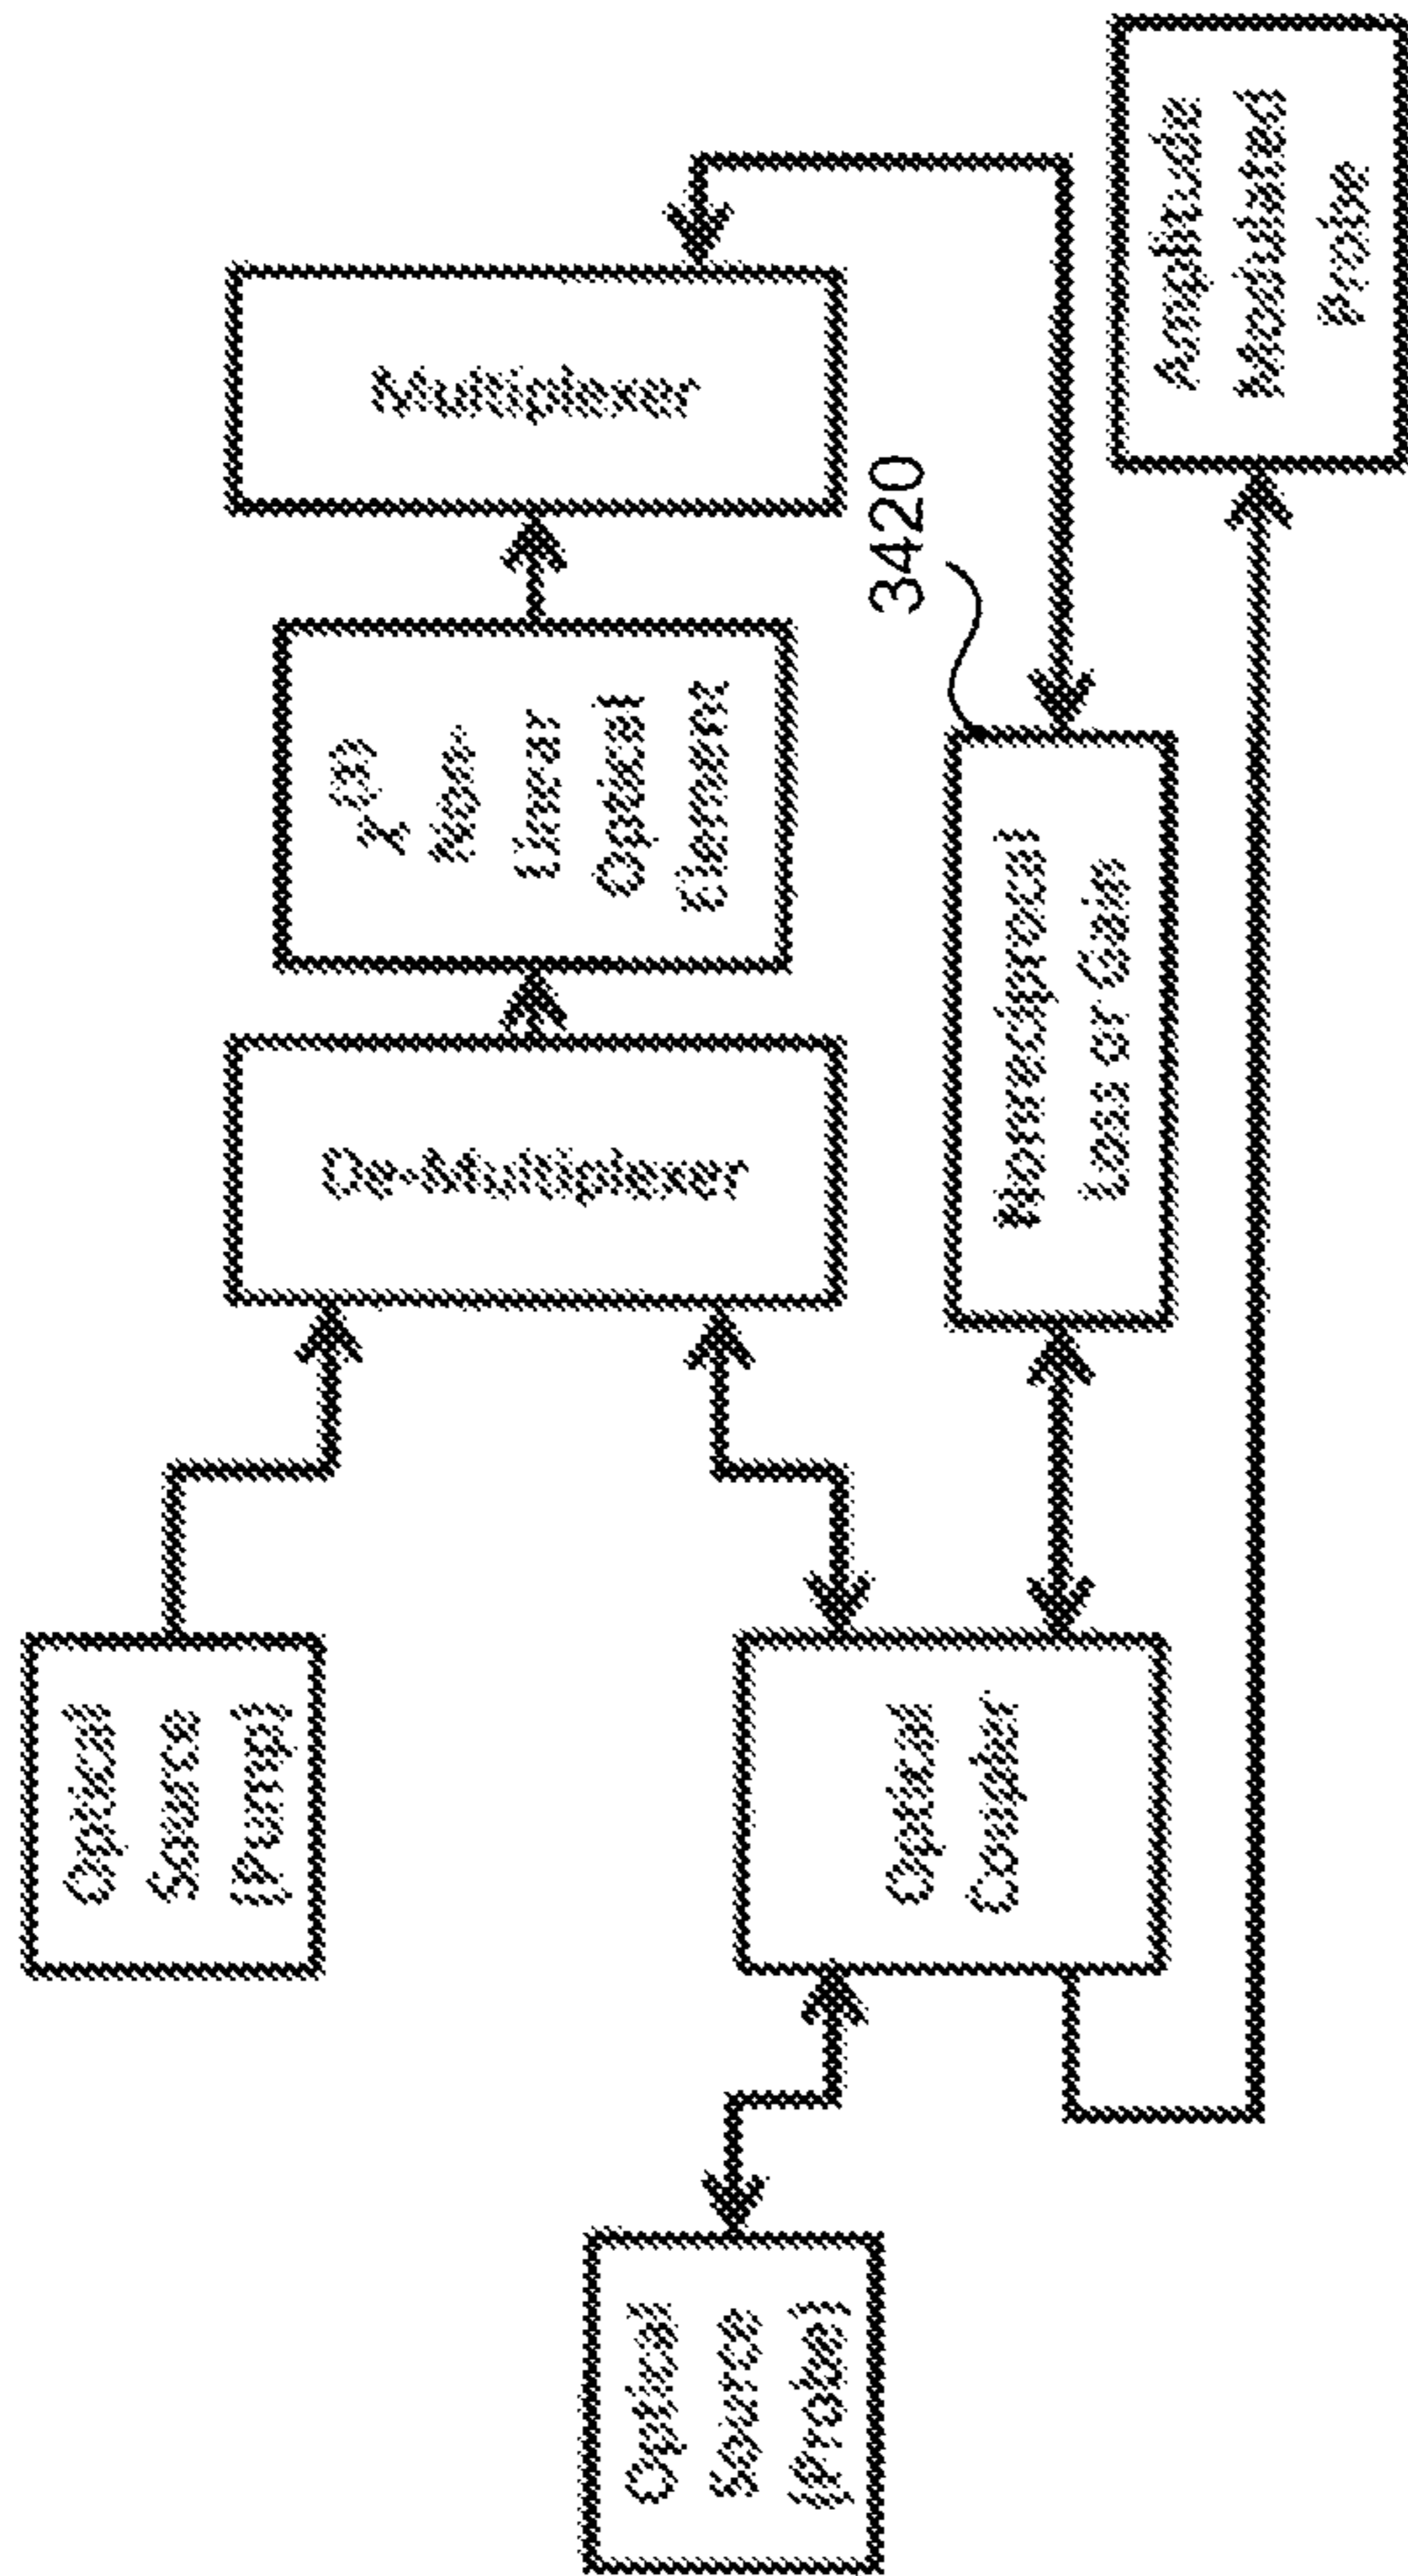 Optical
Source
(Pump)
Optical
Source
(Probe)
Optical
Coupler
De-Multiplexer
χ(3)
Non-
Linear
Optical
Element
Multiplexer
3420
Nonreciprocal
Loss or Gain
Amplitude
Modulated
Probe